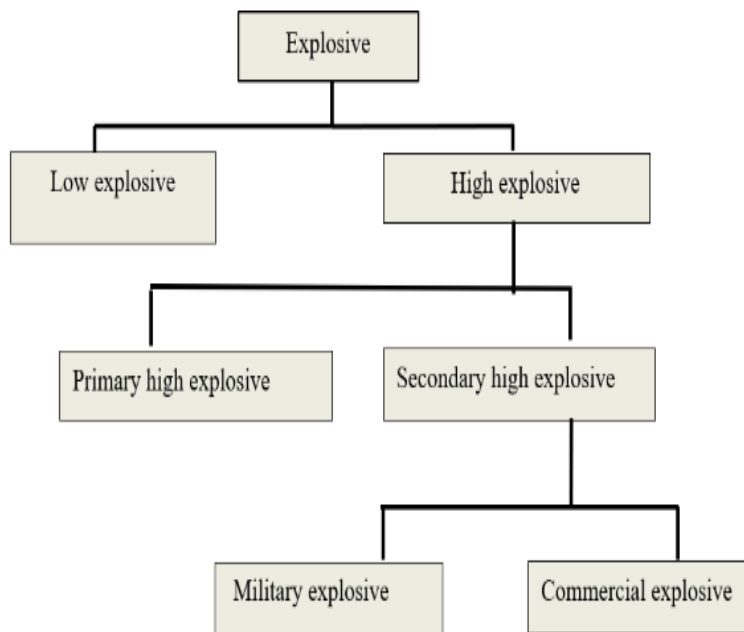 Explosive
Low explosive
High explosive
Primary high explosive
Secondary high explosive
Military explosive
Commercial explosive